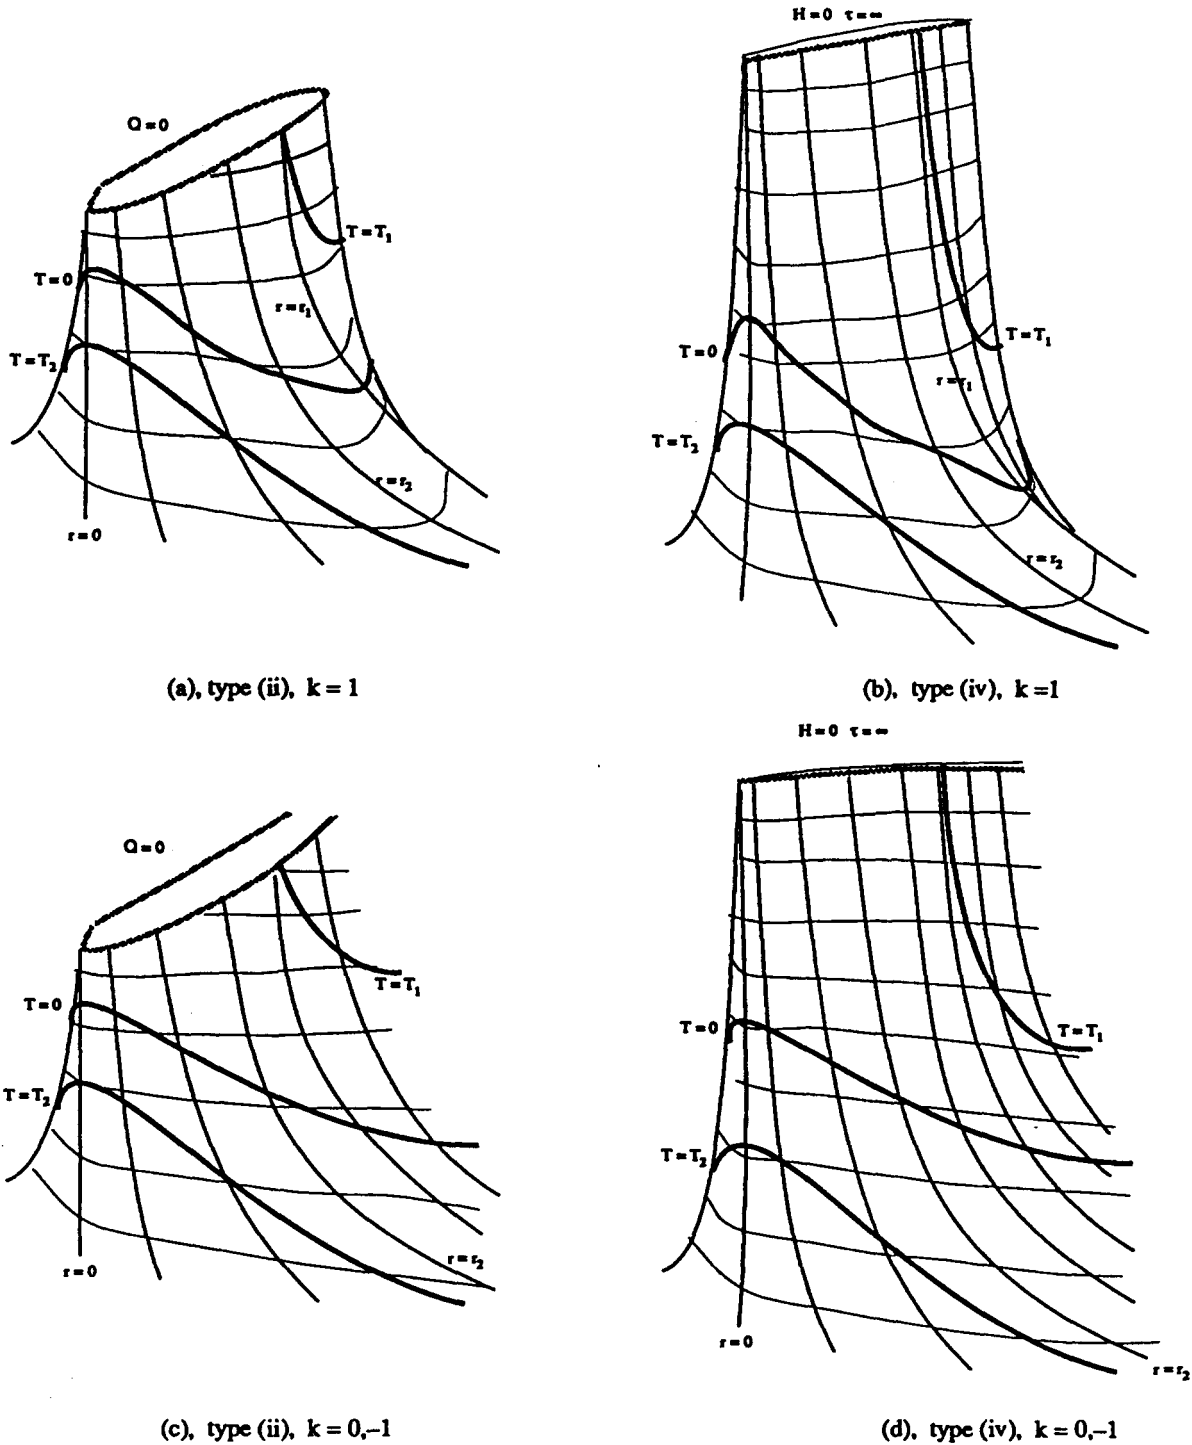 Q=0
T=T₁
T=0
r=r₁
T=T₂
r=r₂
r=0
(a), type (ii), k = 1
H=0 τ=∞
T=T₁
T=0
r=r₁
T=T₂
r=r₂
(b), type (iv), k =1
Q=0
T=T₁
T=0
T=T₂
r=r₂
r=0
(c), type (ii), k = 0,–1
H=0 τ=∞
T=0
T=T₁
T=T₂
r=0
r=r₂
(d), type (iv), k = 0,–1